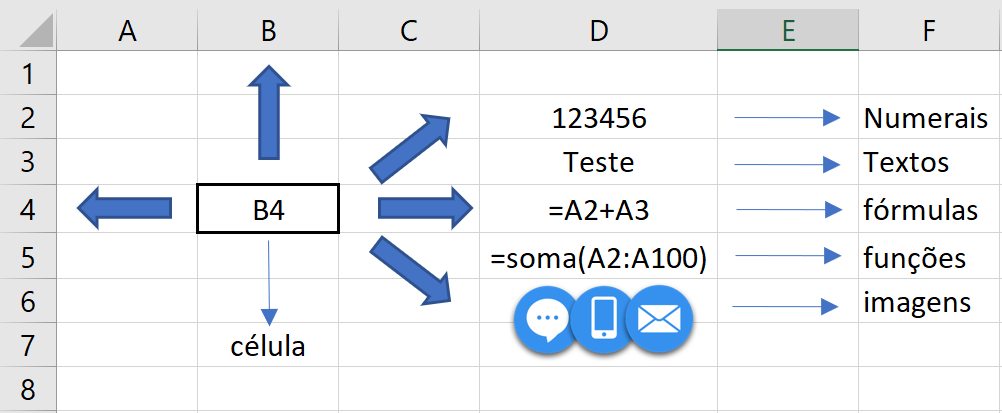 A B C D E F
1
2 123456 Numerais
3 Teste Textos
4 B4 =A2+A3 fórmulas
5 =soma(A2:A100) funções
6 imagens
7 célula
8